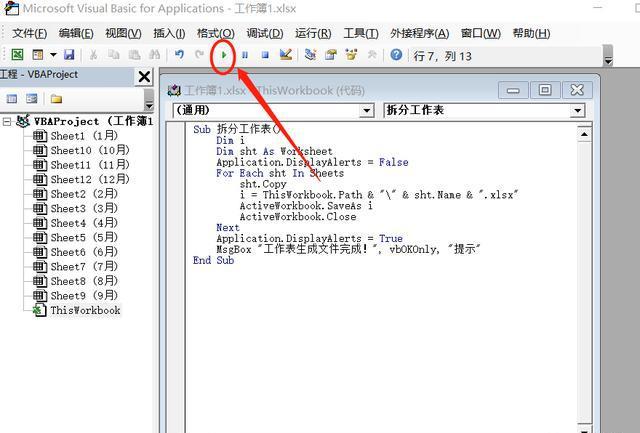 Microsoft Visual Basic for Applications - 工作簿1.xlsx
文件(F) 编辑(E) 视图(V) 插入(I) 格式(O) 调试(D) 运行(R) 工具(T) 外接程序(A) 窗口(W) 帮助(H)
行 7, 列 13
工程 - VBAProject
VBAProject (工作簿1
Sheet1 (1月)
Sheet10 (10月)
Sheet11 (11月)
Sheet12 (12月)
Sheet2 (2月)
Sheet3 (3月)
Sheet4 (4月)
Sheet5 (5月)
Sheet6 (6月)
Sheet7 (7月)
Sheet8 (8月)
Sheet9 (9月)
ThisWorkbook
工作簿1.xlsx - ThisWorkbook (代码)
(通用) 拆分工作表
Sub 拆分工作表()
Dim i
Dim sht As Worksheet
Application.DisplayAlerts = False
For Each sht In Sheets
sht.Copy
i = ThisWorkbook.Path & "\" & sht.Name & ".xlsx"
ActiveWorkbook.SaveAs i
ActiveWorkbook.Close
Next
Application.DisplayAlerts = True
MsgBox "工作表生成文件完成！", vbOKOnly, "提示"
End Sub